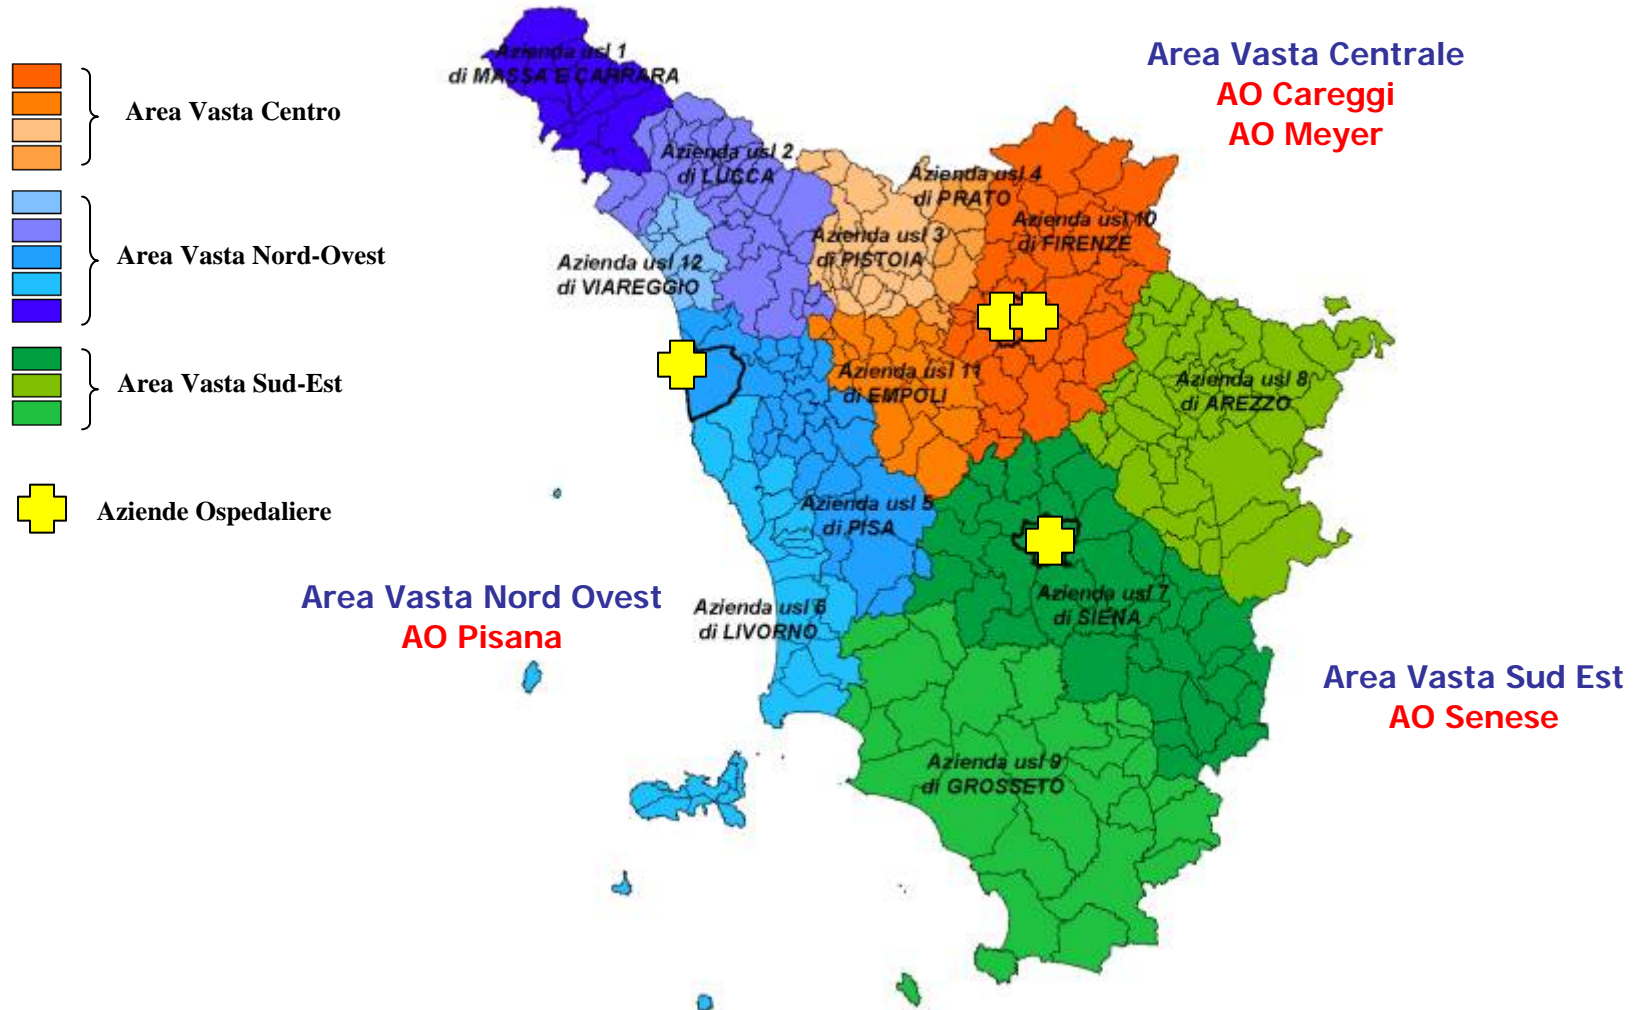 Area Vasta Centro
Area Vasta Nord-Ovest
Area Vasta Sud-Est
Aziende Ospedaliere
Azienda usl 1
di MASSA E CARRARA
Azienda usl 2
di LUCCA
Azienda usl 12
di VIAREGGIO
Azienda usl 3
di PISTOIA
Azienda usl 4
di PRATO
Azienda usl 10
di FIRENZE
Azienda usl 11
di EMPOLI
Azienda usl 8
di AREZZO
Azienda usl 5
di PISA
Azienda usl 6
di LIVORNO
Azienda usl 7
di SIENA
Azienda usl 9
di GROSSETO
Area Vasta Centrale
AO Careggi
AO Meyer
Area Vasta Nord Ovest
AO Pisana
Area Vasta Sud Est
AO Senese